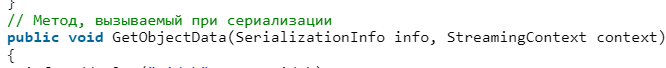 }
// Метод, вызываемый при сериализации
public void GetObjectData(SerializationInfo info, StreamingContext context)
{